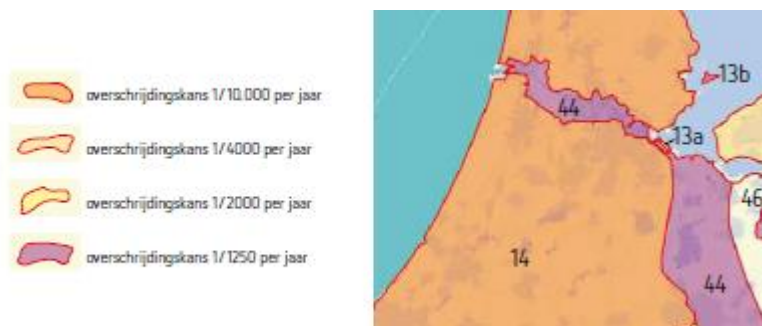 overschrijdingskans 1/10.000 per jaar
overschrijdingskans 1/4000 per jaar
overschrijdingskans 1/2000 per jaar
overschrijdingskans 1/1250 per jaar
13b
44
13a
46
14
44